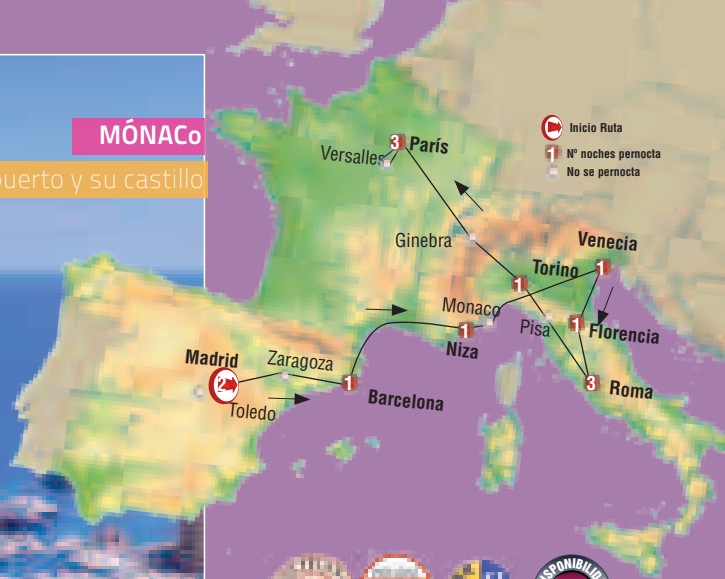 MÓNACo
puerto y su castillo
Inicio Ruta
1 Nº noches pernocta
No se pernocta
3 París
Versalles
Ginebra
Venecia
1
Torino
1
Monaco
Pisa
1 Florencia
1
Niza
Madrid
2
Zaragoza
1
Barcelona
Toledo
3 Roma